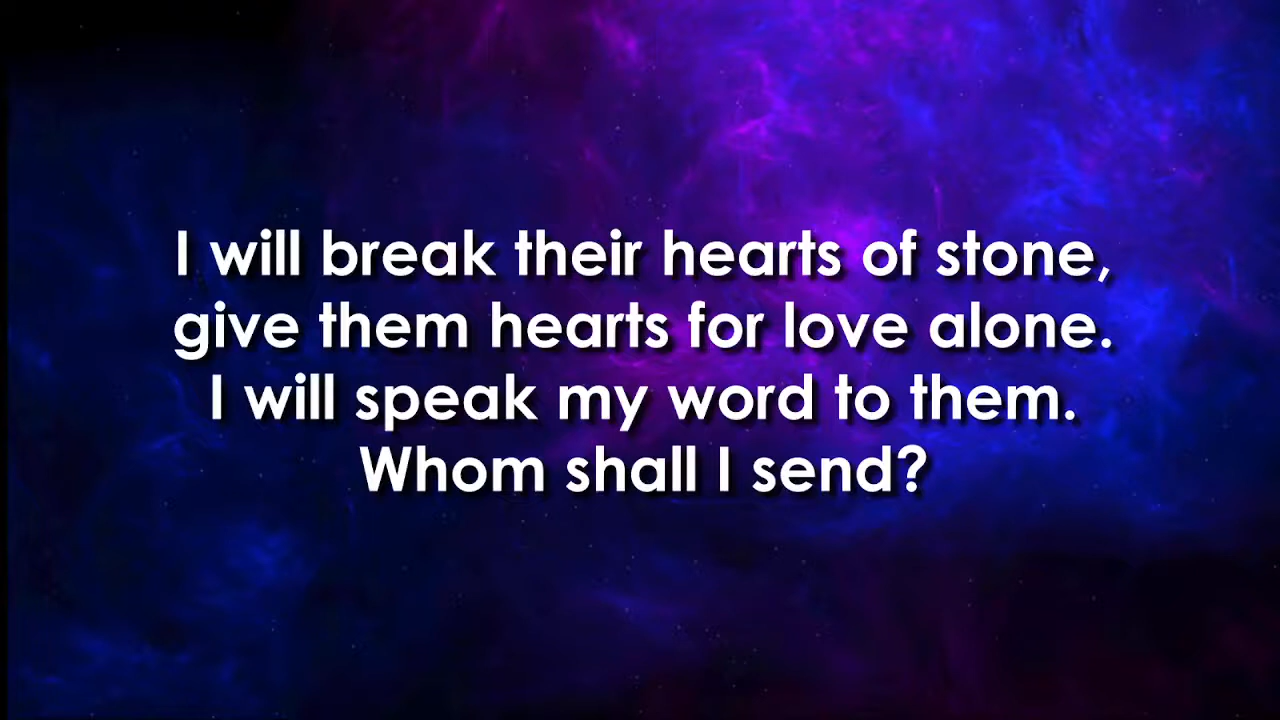 I will break their hearts of stone,
give them hearts for love alone.
I will speak my word to them.
Whom shall I send?